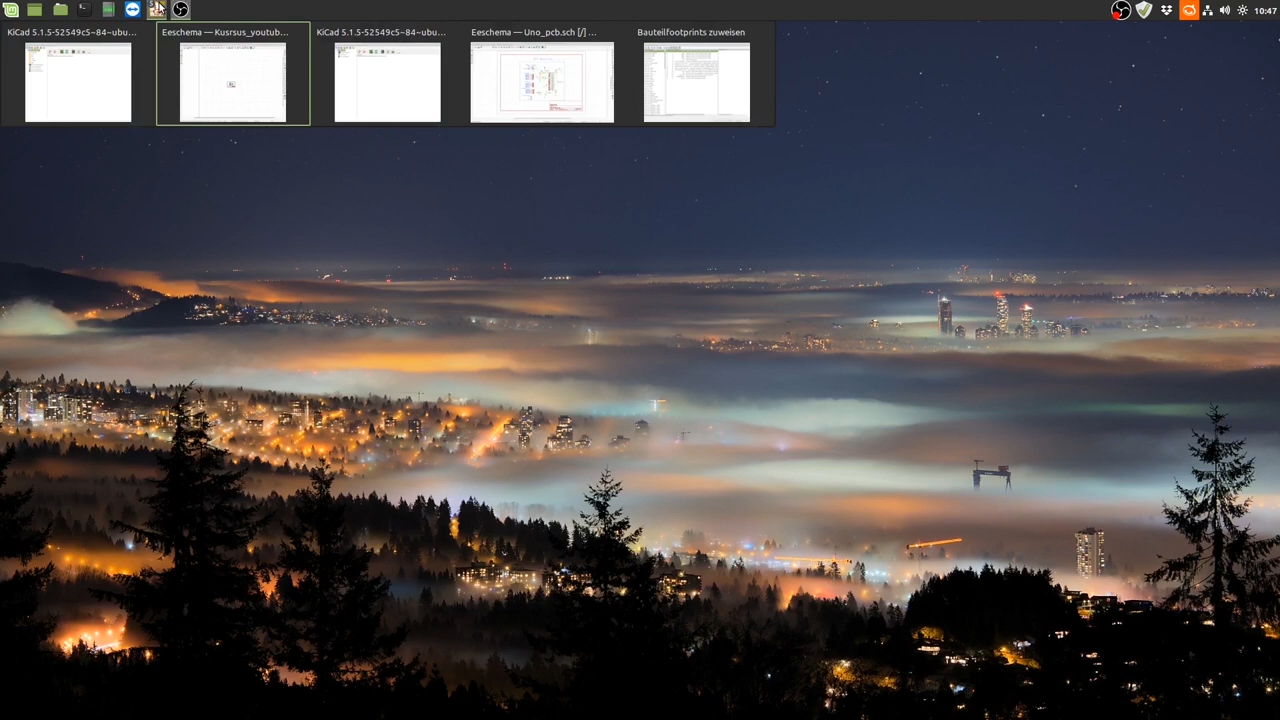 10:47
KiCad 5.1.5-52549c5~84~ubu...
Eeschema — Kusrsus_youtub...
KiCad 5.1.5-52549c5~84~ubu...
Eeschema — Uno_pcb.sch [/] ...
Bauteilfootprints zuweisen